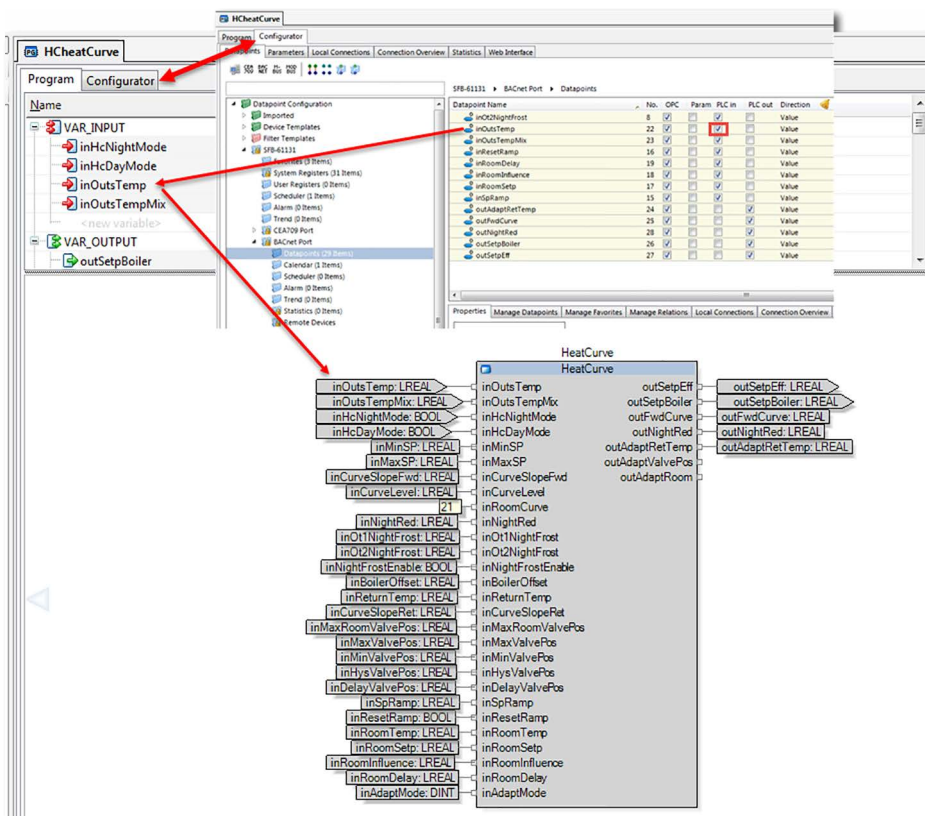 HCheatCurve
Program Configurator
Name
VAR_INPUT
inHcNightMode
inHcDayMode
inOutsTemp
inOutsTempMix
<new variable>
VAR_OUTPUT
outSetpBoiler
HCheatCurve
Program Configurator
Datapoints Parameters Local Connections Connection Overview Statistics Web Interface
SFB-61131 BACnet Port Datapoints
Datapoint Configuration
Imported
Device Templates
Filter Templates
SFB-61131
Favorites (3 Items)
System Registers (31 Items)
User Registers (0 Items)
Scheduler (1 Items)
Alarm (0 Items)
Trend (0 Items)
CEA709 Port
BACnet Port
Datapoints (29 Items)
Calendar (1 Items)
Scheduler (0 Items)
Alarm (0 Items)
Trend (0 Items)
Statistics (0 Items)
Remote Devices
Datapoint Name No. OPC Param PLC in PLC out Direction
inOt2NightFrost 8 Value
inOutsTemp 22 Value
inOutsTempMix 23 Value
inResetRamp 16 Value
inRoomDelay 19 Value
inRoomInfluence 18 Value
inRoomSetp 17 Value
inSpRamp 15 Value
outAdaptRetTemp 24 Value
outFwdCurve 25 Value
outNightRed 28 Value
outSetpBoiler 26 Value
outSetpEff 27 Value
Properties Manage Datapoints Manage Favorites Manage Relations Local Connections Connection Overview
HeatCurve
HeatCurve
inOutsTemp: LREAL inOutsTemp outSetpEff outSetpEff: LREAL
inOutsTempMix: LREAL inOutsTempMix outSetpBoiler outSetpBoiler: LREAL
inHcNightMode: BOOL inHcNightMode outFwdCurve outFwdCurve: LREAL
inHcDayMode: BOOL inHcDayMode outNightRed outNightRed: LREAL
inMinSP: LREAL inMinSP outAdaptRetTemp outAdaptRetTemp: LREAL
inMaxSP: LREAL inMaxSP outAdaptValvePos
inCurveSlopeFwd: LREAL inCurveSlopeFwd outAdaptRoom
inCurveLevel: LREAL inCurveLevel
21 inRoomCurve
inNightRed: LREAL inNightRed
inOt1NightFrost: LREAL inOt1NightFrost
inOt2NightFrost: LREAL inOt2NightFrost
inNightFrostEnable: BOOL inNightFrostEnable
inBoilerOffset: LREAL inBoilerOffset
inReturnTemp: LREAL inReturnTemp
inCurveSlopeRet: LREAL inCurveSlopeRet
inMaxRoomValvePos: LREAL inMaxRoomValvePos
inMaxValvePos: LREAL inMaxValvePos
inMinValvePos: LREAL inMinValvePos
inHysValvePos: LREAL inHysValvePos
inDelayValvePos: LREAL inDelayValvePos
inSpRamp: LREAL inSpRamp
inResetRamp: BOOL inResetRamp
inRoomTemp: LREAL inRoomTemp
inRoomSetp: LREAL inRoomSetp
inRoomInfluence: LREAL inRoomInfluence
inRoomDelay: LREAL inRoomDelay
inAdaptMode: DINT inAdaptMode